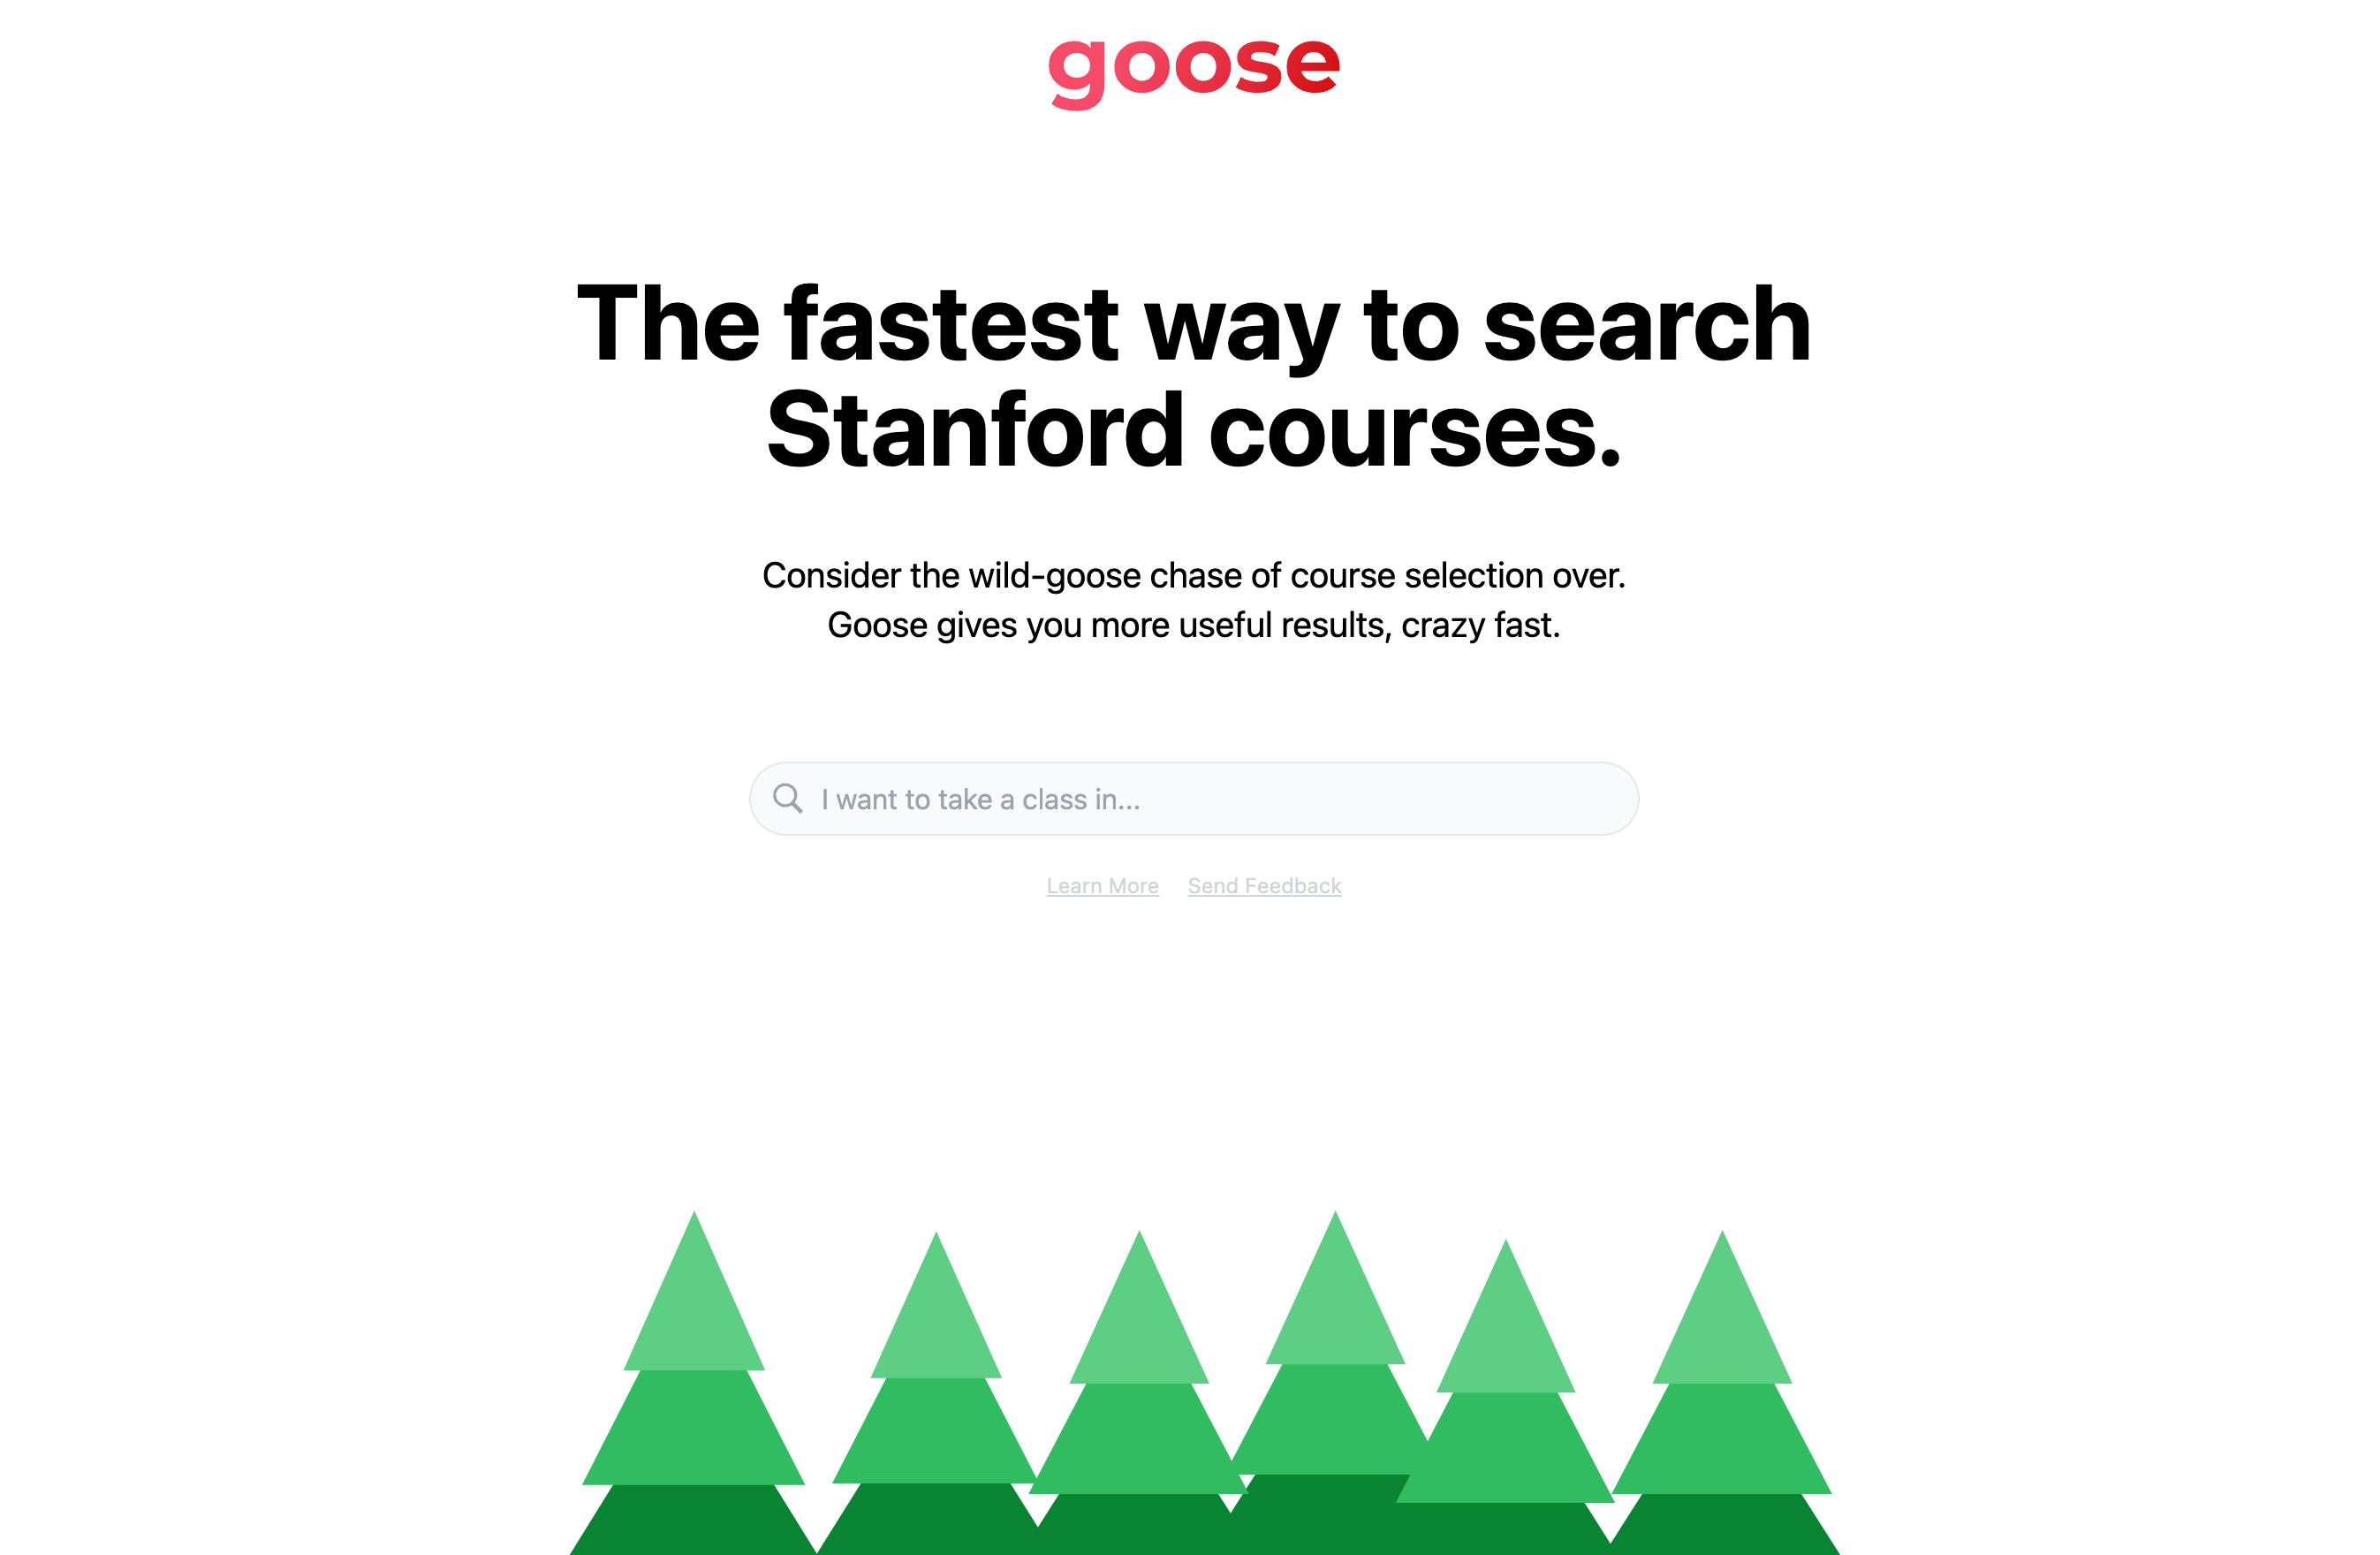 goose
The fastest way to search
Stanford courses.
Consider the wild-goose chase of course selection over.
Goose gives you more useful results, crazy fast.
I want to take a class in...
Learn More Send Feedback